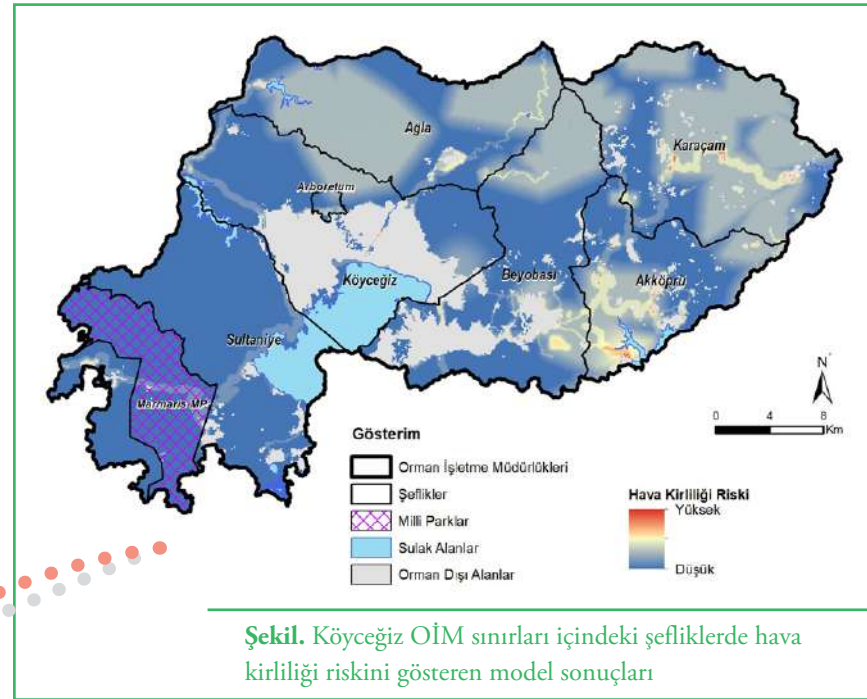 Ağla
Karaçam
Arboretum
Köyceğiz
Beyobası
Akköprü
Sultaniye
Marmaris MP
N
0 4 8
Km
Gösterim
Orman İşletme Müdürlükleri
Şeflikler
Milli Parklar
Sulak Alanlar
Orman Dışı Alanlar
Hava Kirliliği Riski
Yüksek
Düşük
Şekil. Köyceğiz OİM sınırları içindeki şefliklerde hava
kirliliği riskini gösteren model sonuçları